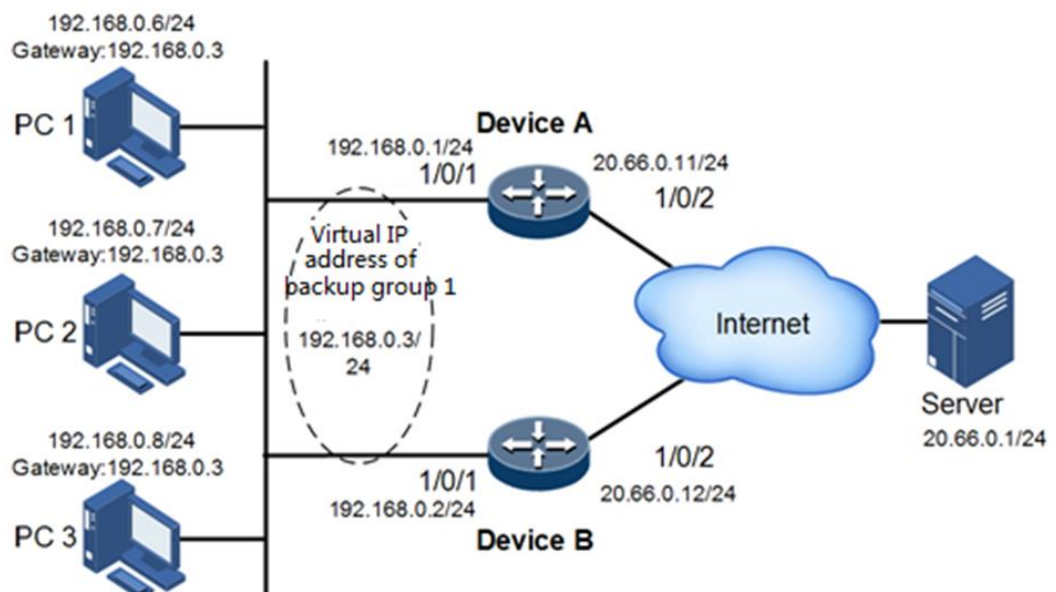 192.168.0.6/24
Gateway:192.168.0.3
PC 1
192.168.0.7/24
Gateway:192.168.0.3
PC 2
192.168.0.8/24
Gateway:192.168.0.3
PC 3
Device A
192.168.0.1/24
1/0/1
20.66.0.11/24
1/0/2
Virtual IP
address of
backup group 1
192.168.0.3/
24
Internet
Server
20.66.0.1/24
1/0/1
192.168.0.2/24
1/0/2
20.66.0.12/24
Device B